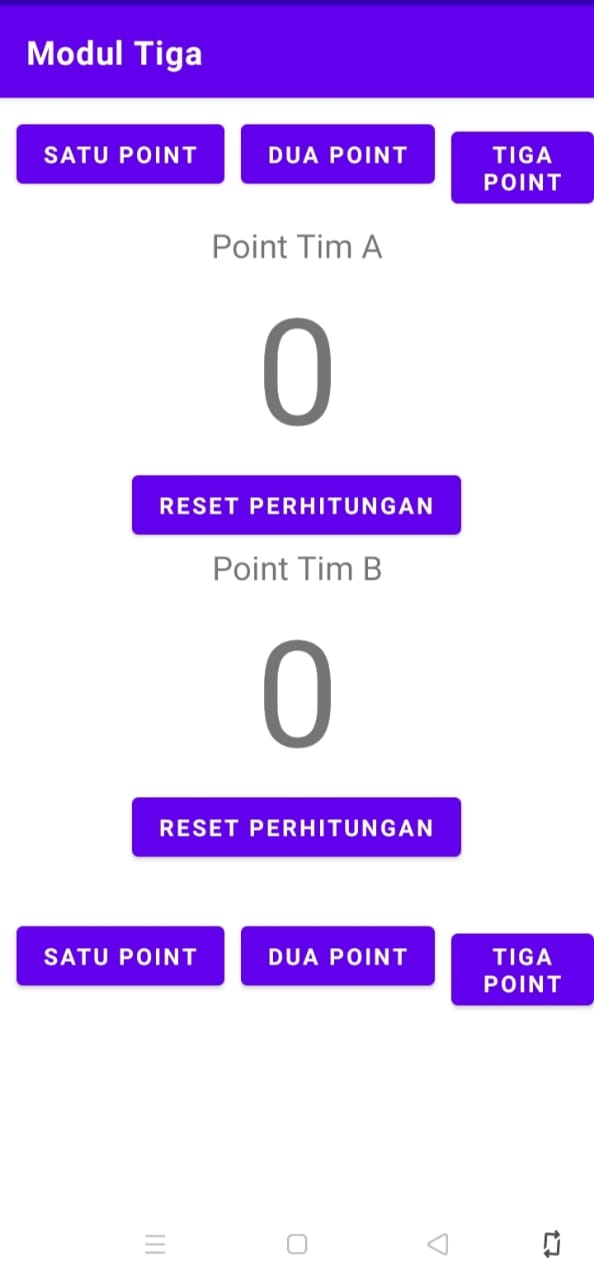 Modul Tiga
SATU POINT
DUA POINT
TIGA
POINT
Point Tim A
0
RESET PERHITUNGAN
Point Tim B
0
RESET PERHITUNGAN
SATU POINT
DUA POINT
TIGA
POINT